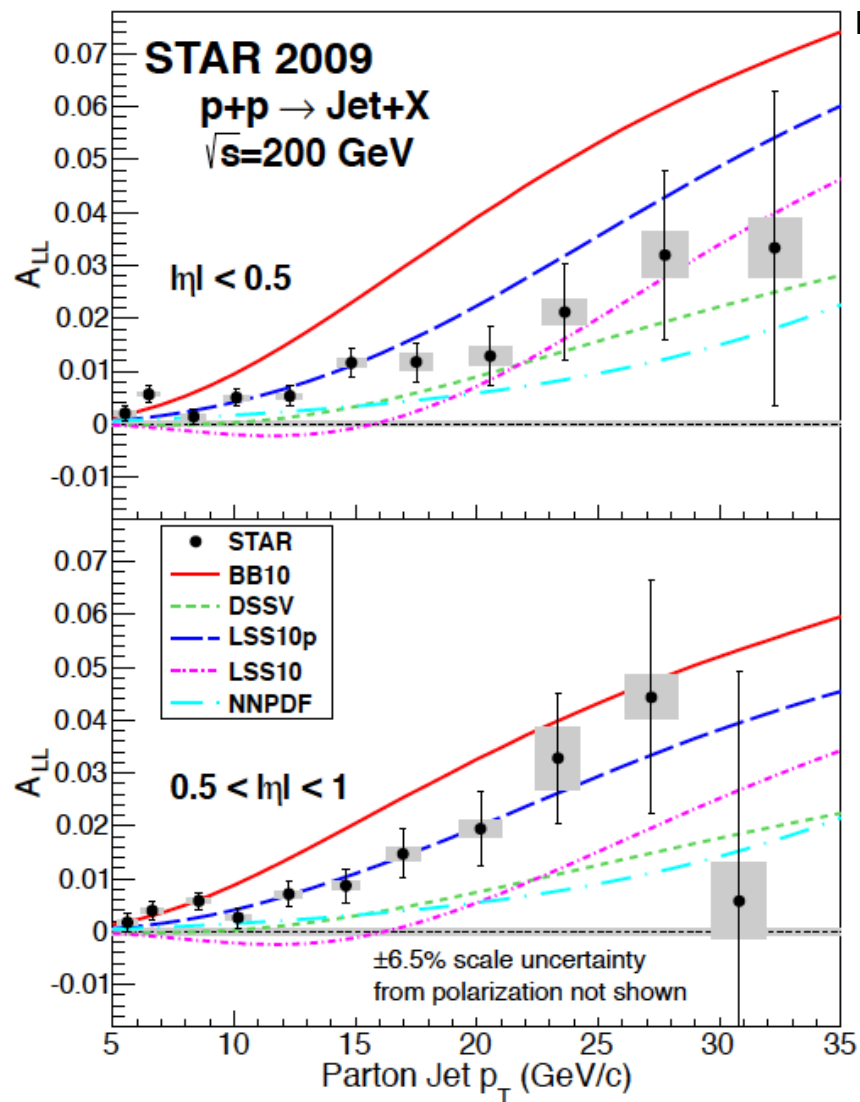 STAR 2009
p+p → Jet+X
√s=200 GeV
|η| < 0.5
A_LL
0.07
0.06
0.05
0.04
0.03
0.02
0.01
0
-0.01
STAR
BB10
DSSV
LSS10p
LSS10
NNPDF
0.5 < |η| < 1
A_LL
0.07
0.06
0.05
0.04
0.03
0.02
0.01
0
-0.01
±6.5% scale uncertainty
from polarization not shown
5 10 15 20 25 30 35
Parton Jet p_T (GeV/c)